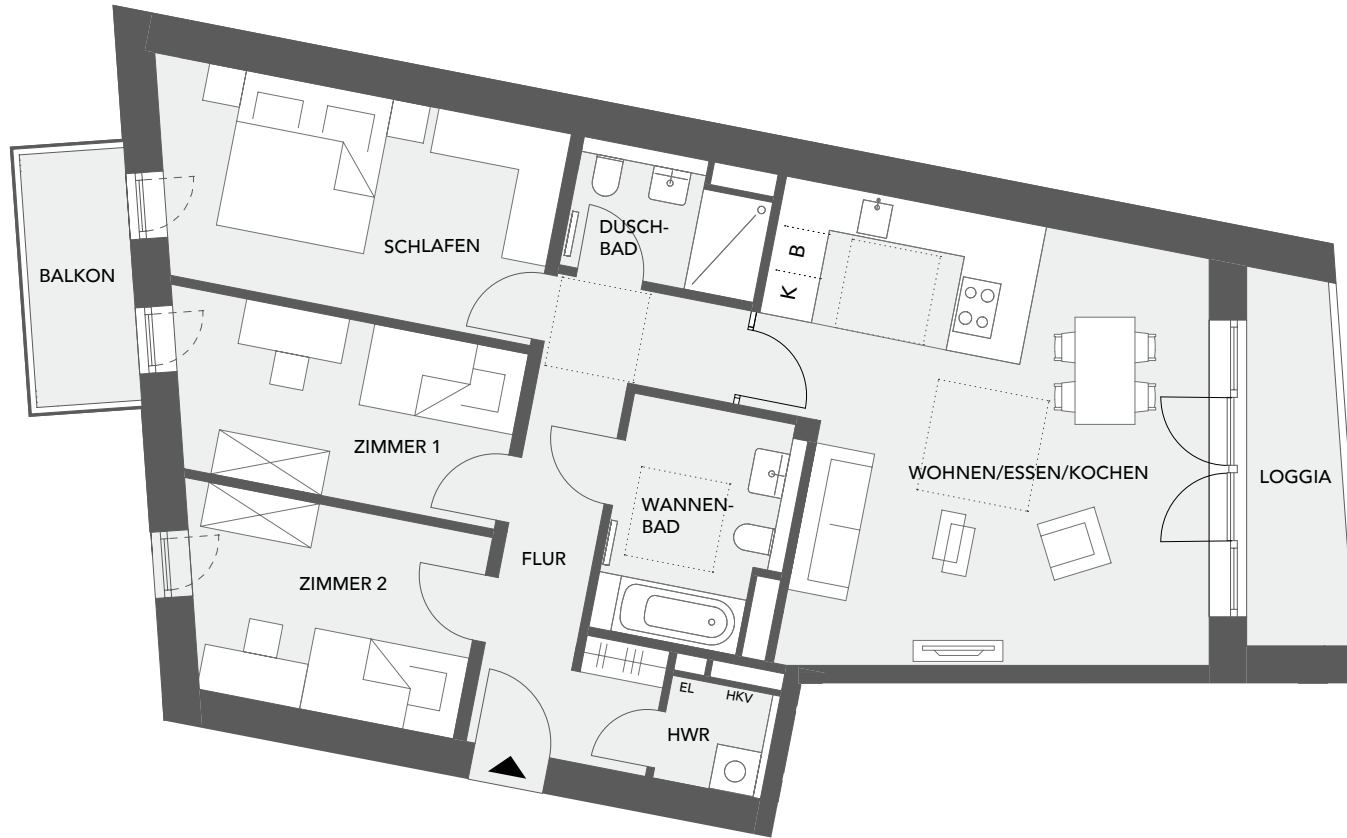 BALKON
SCHLAFEN
DUSCH-
BAD
B
K
ZIMMER 1
WOHNEN/ESSEN/KOCHEN
LOGGIA
WANNEN-
BAD
FLUR
ZIMMER 2
EL
HKV
HWR